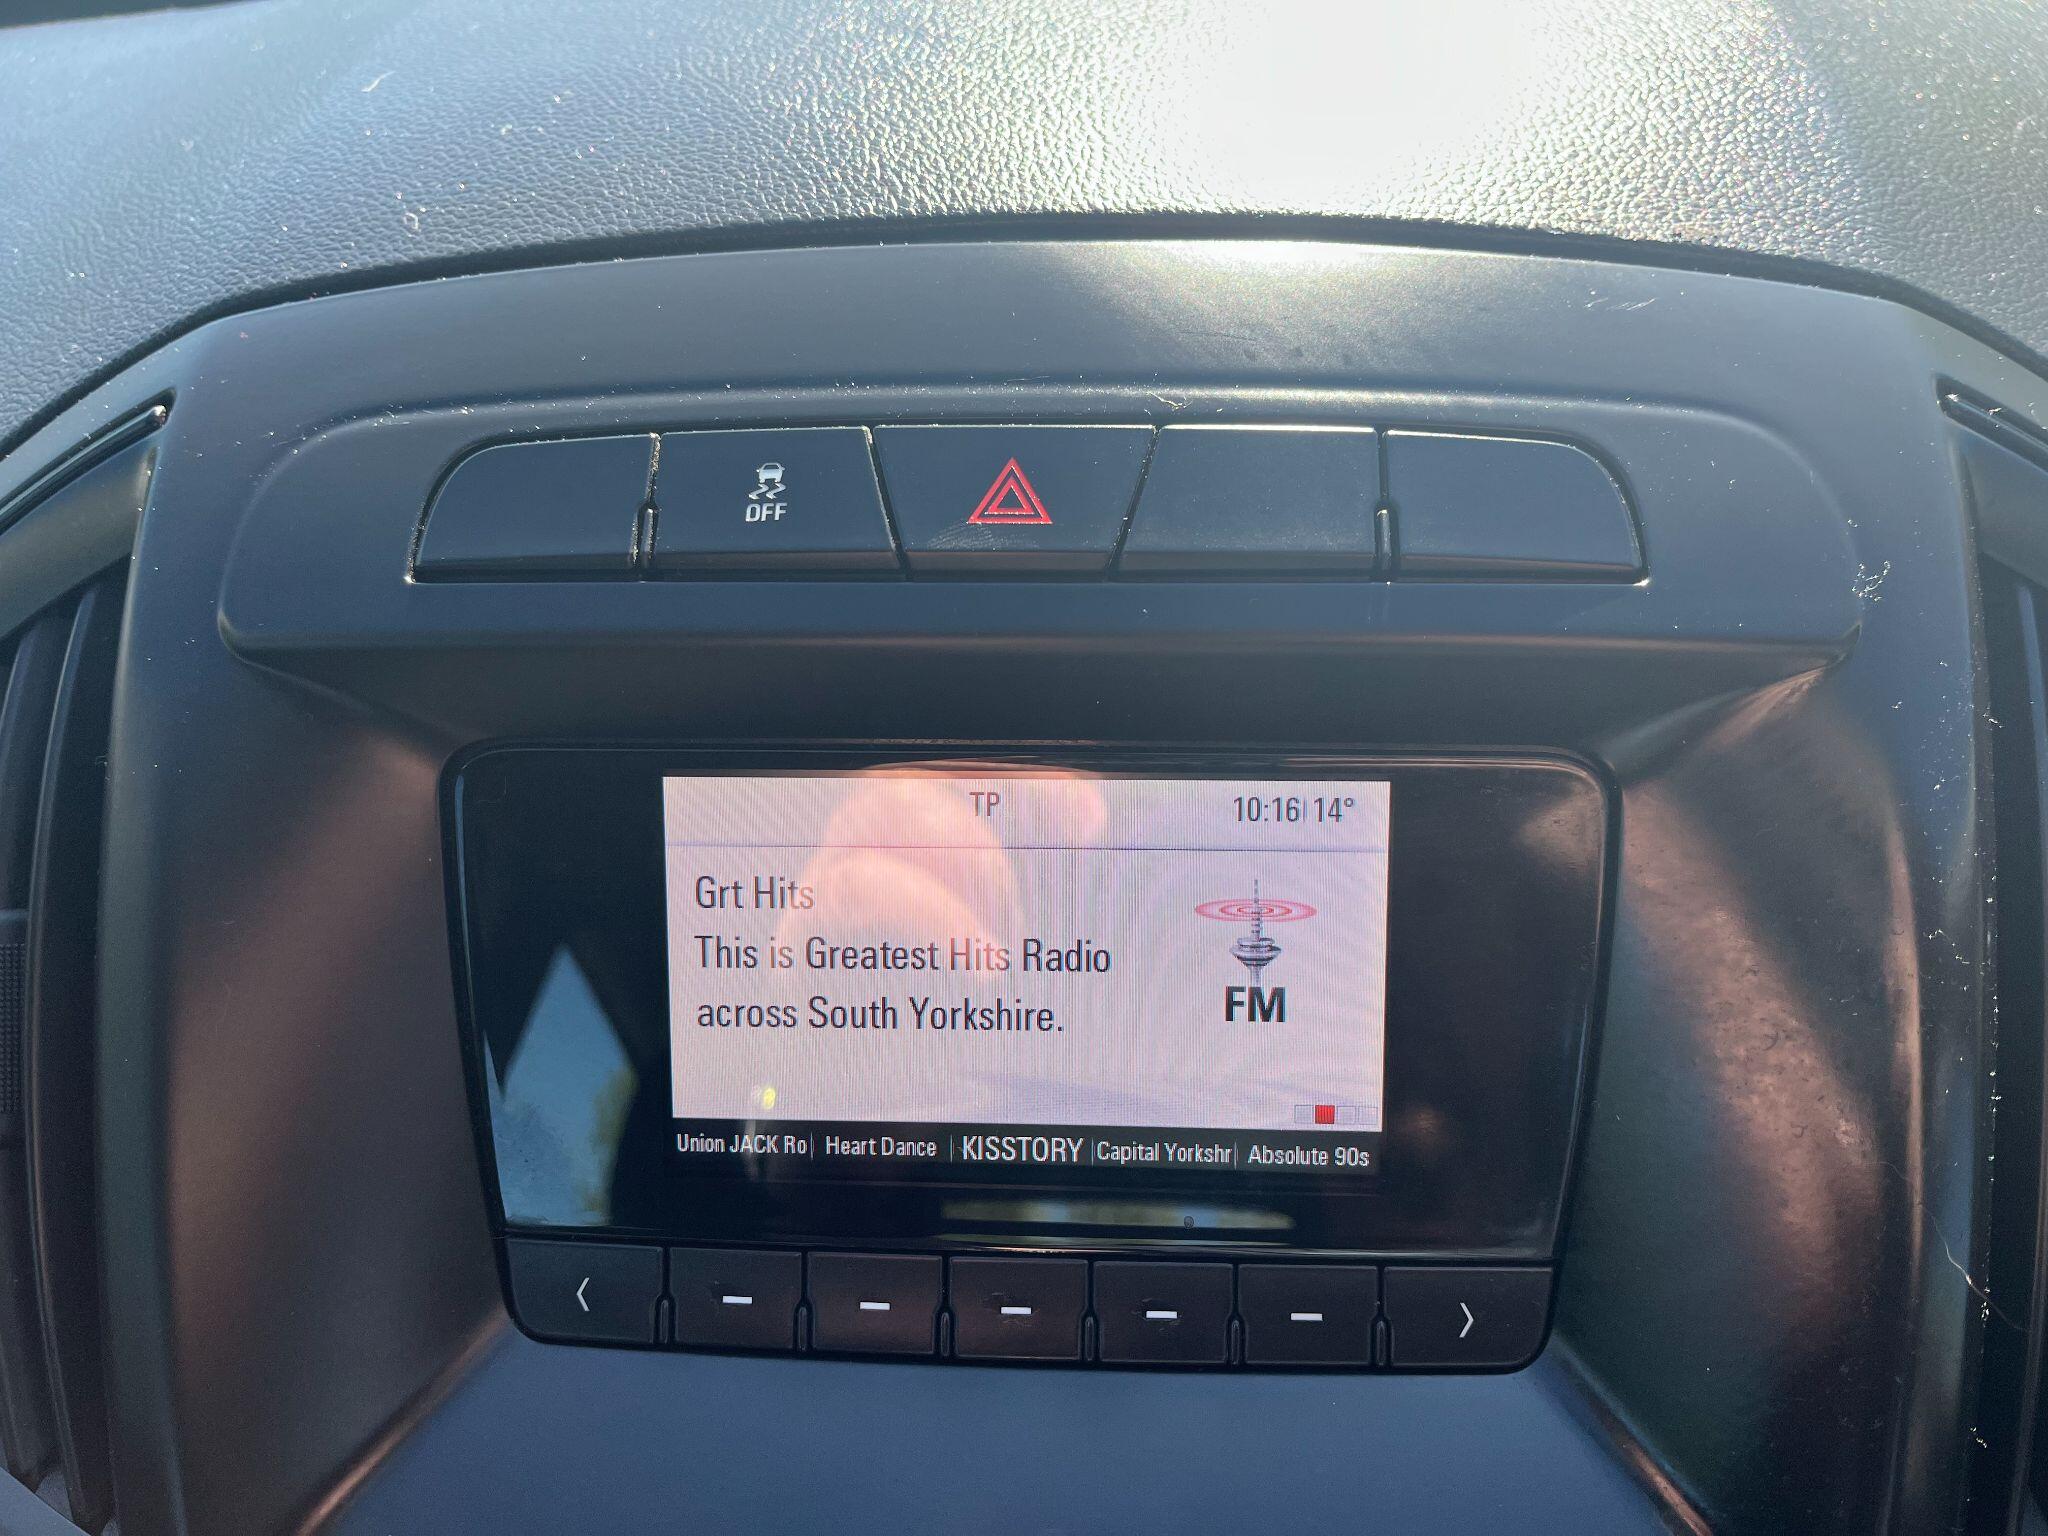 OFF
TP 10:16 14°
Grt Hits
This is Greatest Hits Radio
across South Yorkshire.
FM
Union JACK Ro Heart Dance KISSTORY Capital Yorkshr Absolute 90s